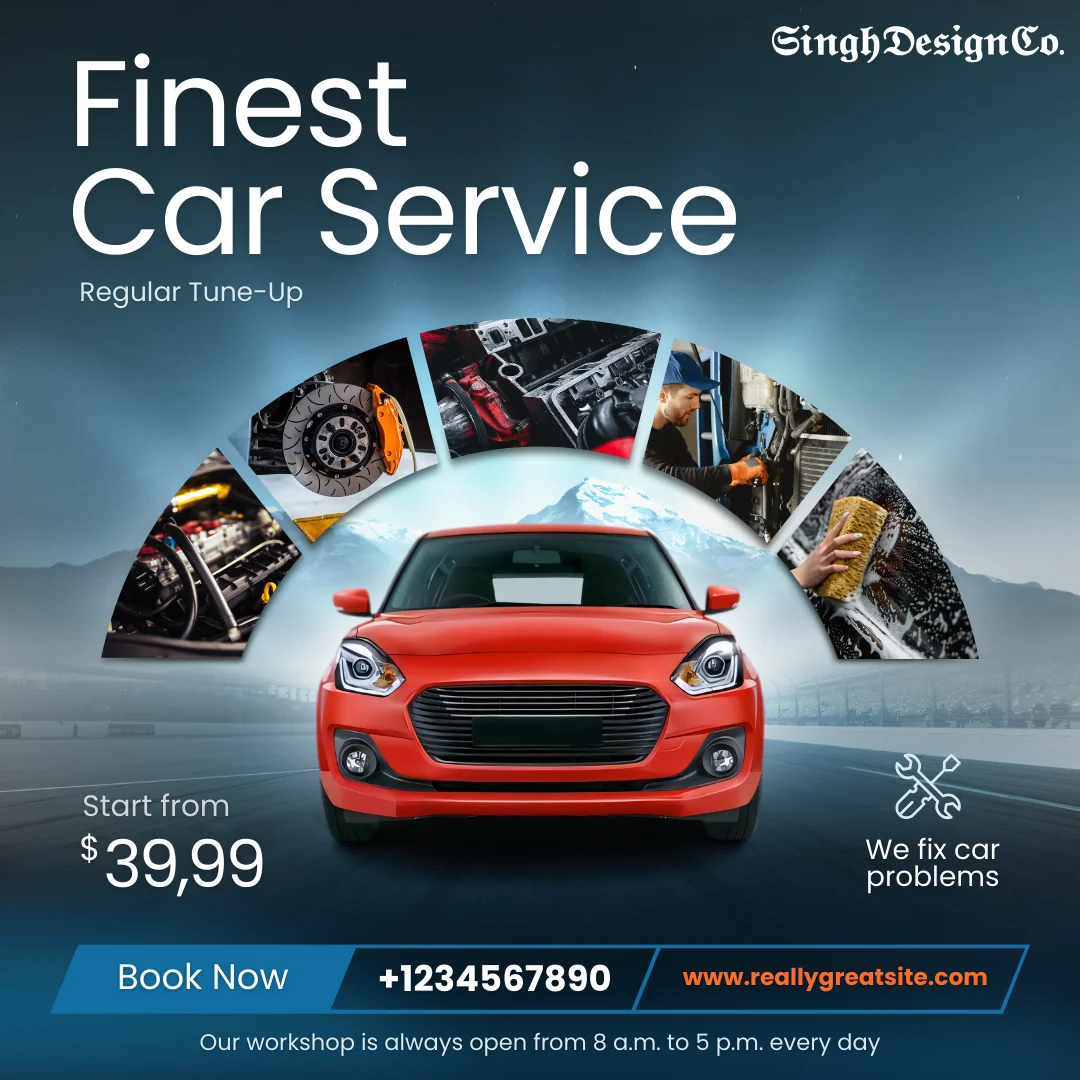 SinghDesignCo.
Finest
Car Service
Regular Tune-Up
Start from
$39,99
We fix car
problems
Book Now
+1234567890
www.reallygreatsite.com
Our workshop is always open from 8 a.m. to 5 p.m. every day